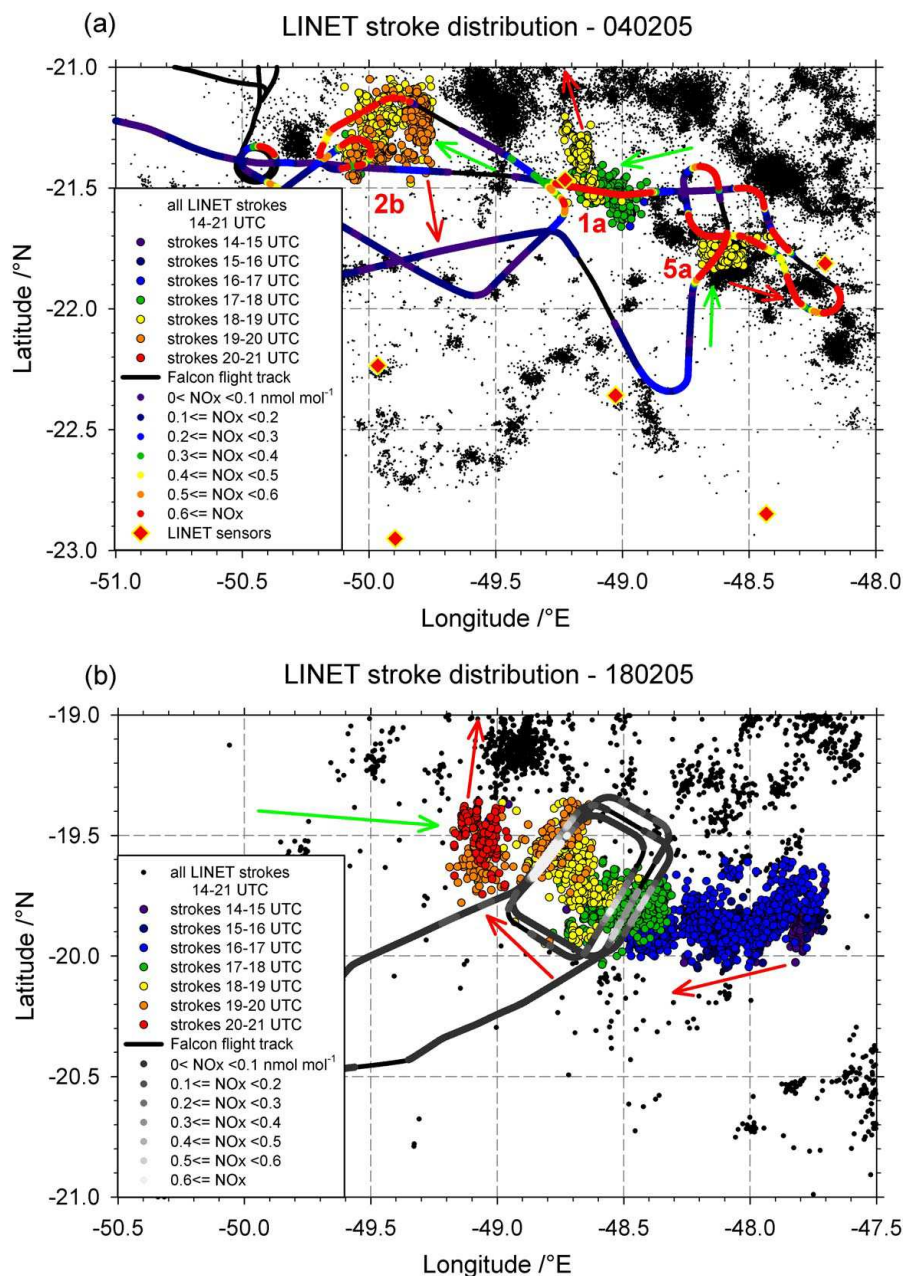 (a) LINET stroke distribution - 040205
-21.0
-21.5
-22.0
-22.5
-23.0
Latitude /°N
2b
1a
5a
all LINET strokes
14-21 UTC
strokes 14-15 UTC
strokes 15-16 UTC
strokes 16-17 UTC
strokes 17-18 UTC
strokes 18-19 UTC
strokes 19-20 UTC
strokes 20-21 UTC
Falcon flight track
0< NOx <0.1 nmol mol⁻¹
0.1<= NOx <0.2
0.2<= NOx <0.3
0.3<= NOx <0.4
0.4<= NOx <0.5
0.5<= NOx <0.6
0.6<= NOx
LINET sensors
-51.0 -50.5 -50.0 -49.5 -49.0 -48.5 -48.0
Longitude /°E
(b) LINET stroke distribution - 180205
-19.0
-19.5
-20.0
-20.5
-21.0
Latitude /°N
all LINET strokes
14-21 UTC
strokes 14-15 UTC
strokes 15-16 UTC
strokes 16-17 UTC
strokes 17-18 UTC
strokes 18-19 UTC
strokes 19-20 UTC
strokes 20-21 UTC
Falcon flight track
0< NOx <0.1 nmol mol⁻¹
0.1<= NOx <0.2
0.2<= NOx <0.3
0.3<= NOx <0.4
0.4<= NOx <0.5
0.5<= NOx <0.6
0.6<= NOx
-50.5 -50.0 -49.5 -49.0 -48.5 -48.0 -47.5
Longitude /°E